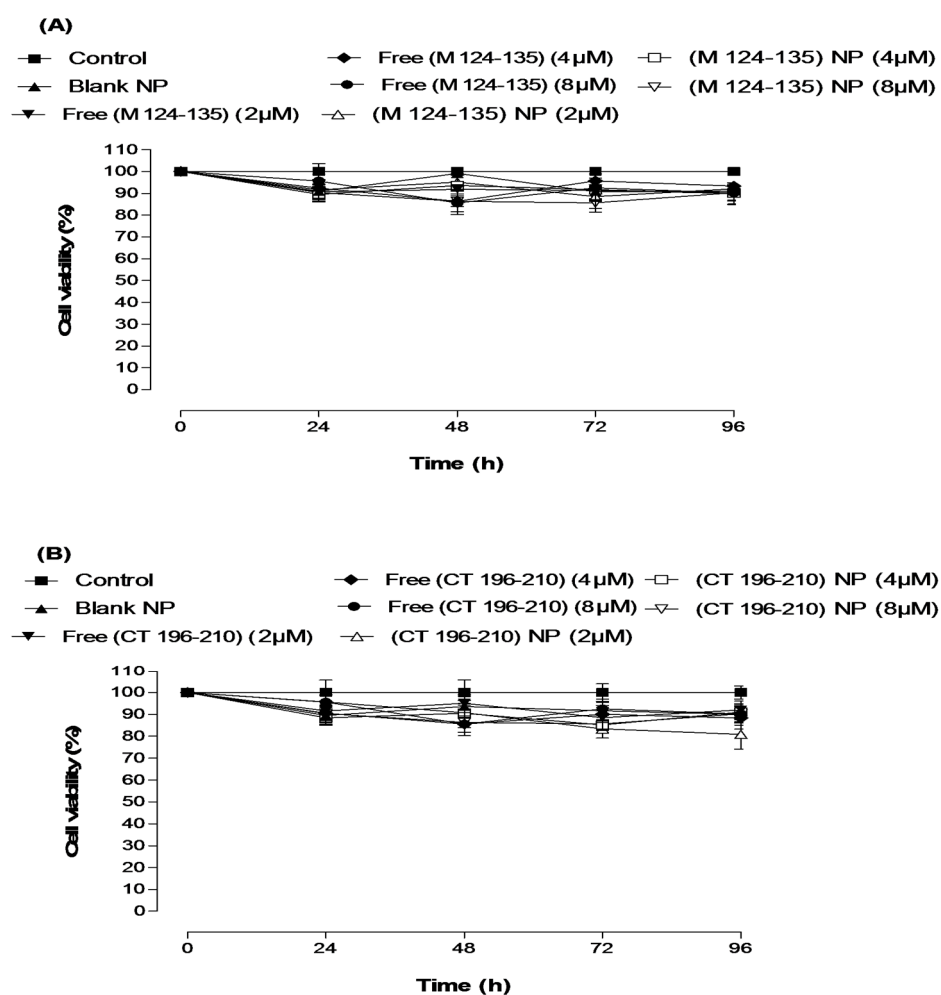 (A)
Control Free (M 124-135) (4µM) (M 124-135) NP (4µM)
Blank NP Free (M 124-135) (8µM) (M 124-135) NP (8µM)
Free (M 124-135) (2µM) (M 124-135) NP (2µM)
110
100
90
80
70
60
50
40
30
20
10
0
Cell viability (%)
0 24 48 72 96
Time (h)
(B)
Control Free (CT 196-210) (4µM) (CT 196-210) NP (4µM)
Blank NP Free (CT 196-210) (8µM) (CT 196-210) NP (8µM)
Free (CT 196-210) (2µM) (CT 196-210) NP (2µM)
110
100
90
80
70
60
50
40
30
20
10
0
Cell viability (%)
0 24 48 72 96
Time (h)